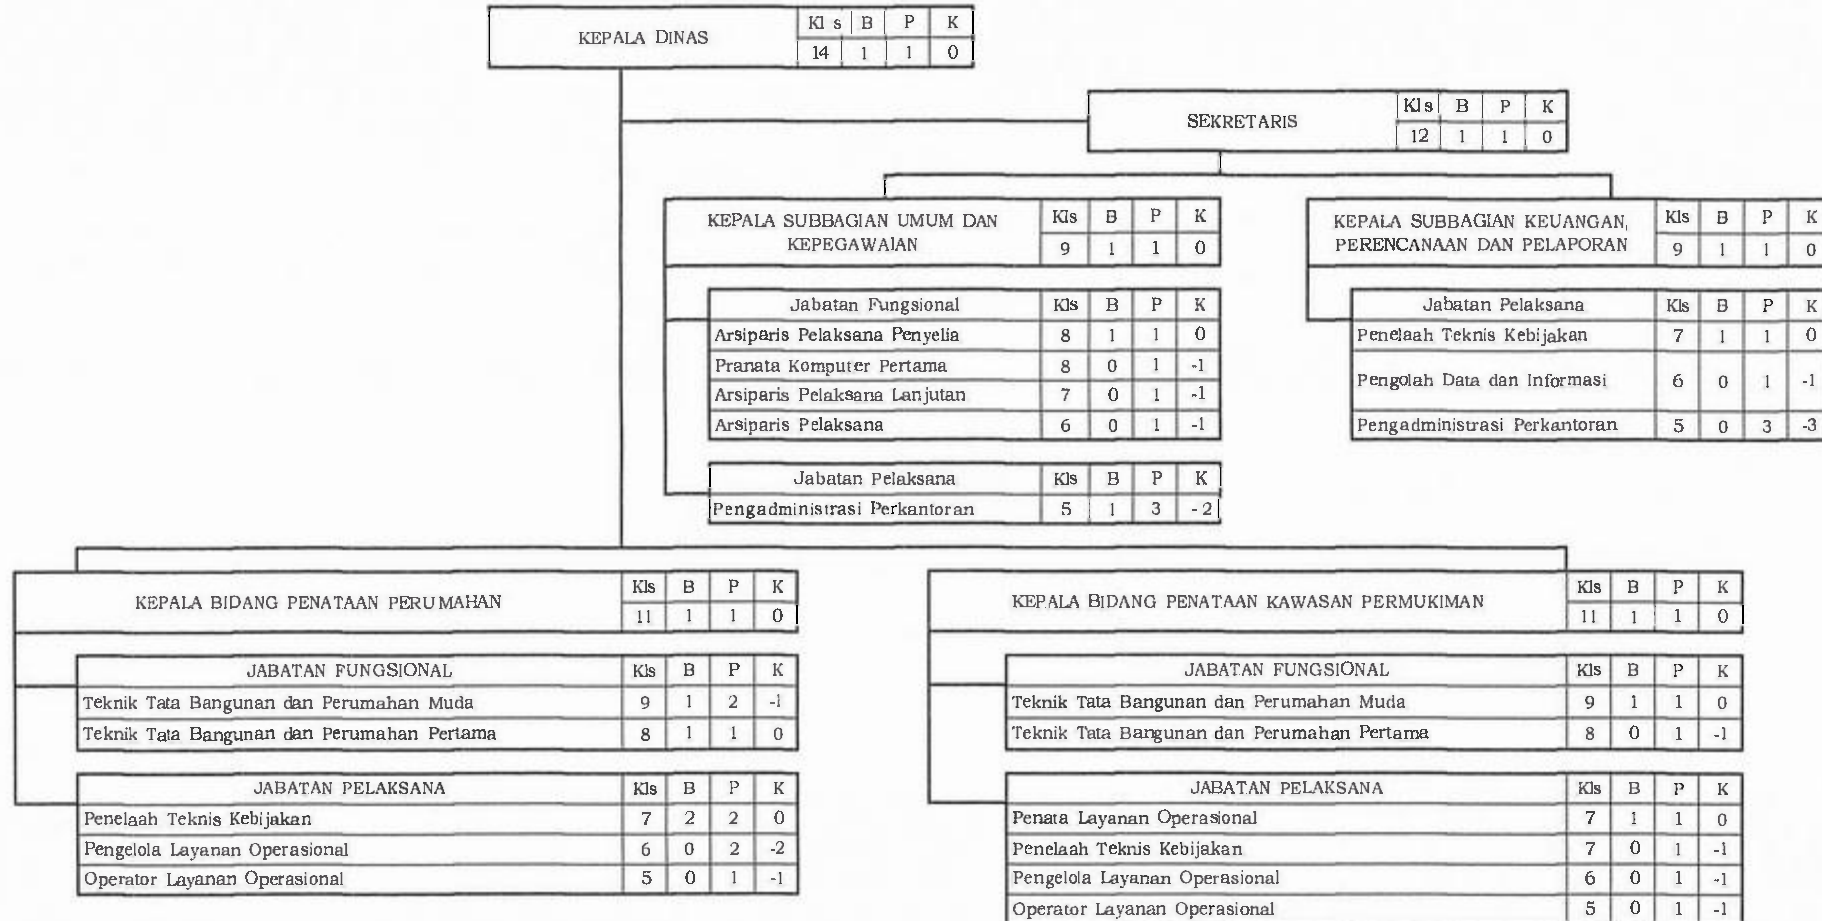 KEPALA DINAS Kls B P K
14 1 1 0
SEKRETARIS Kls B P K
12 1 1 0
KEPALA SUBBAGIAN UMUM DAN KEPEGAWAIAN Kls B P K
9 1 1 0
Jabatan Fungsional Kls B P K
Arsiparis Pelaksana Penyelia 8 1 1 0
Pranata Komputer Pertama 8 0 1 -1
Arsiparis Pelaksana Lanjutan 7 0 1 -1
Arsiparis Pelaksana 6 0 1 -1
Jabatan Pelaksana Kls B P K
Pengadministrasi Perkantoran 5 1 3 -2
KEPALA SUBBAGIAN KEUANGAN, PERENCANAAN DAN PELAPORAN Kls B P K
9 1 1 0
Jabatan Pelaksana Kls B P K
Penelaah Teknis Kebijakan 7 1 1 0
Pengolah Data dan Informasi 6 0 1 -1
Pengadministrasi Perkantoran 5 0 3 -3
KEPALA BIDANG PENATAAN PERUMAHAN Kls B P K
11 1 1 0
JABATAN FUNGSIONAL Kls B P K
Teknik Tata Bangunan dan Perumahan Muda 9 1 2 -1
Teknik Tata Bangunan dan Perumahan Pertama 8 1 1 0
JABATAN PELAKSANA Kls B P K
Penelaah Teknis Kebijakan 7 2 2 0
Pengelola Layanan Operasional 6 0 2 -2
Operator Layanan Operasional 5 0 1 -1
KEPALA BIDANG PENATAAN KAWASAN PERMUKIMAN Kls B P K
11 1 1 0
JABATAN FUNGSIONAL Kls B P K
Teknik Tata Bangunan dan Perumahan Muda 9 1 1 0
Teknik Tata Bangunan dan Perumahan Pertama 8 0 1 -1
JABATAN PELAKSANA Kls B P K
Penata Layanan Operasional 7 1 1 0
Penelaah Teknis Kebijakan 7 0 1 -1
Pengelola Layanan Operasional 6 0 1 -1
Operator Layanan Operasional 5 0 1 -1